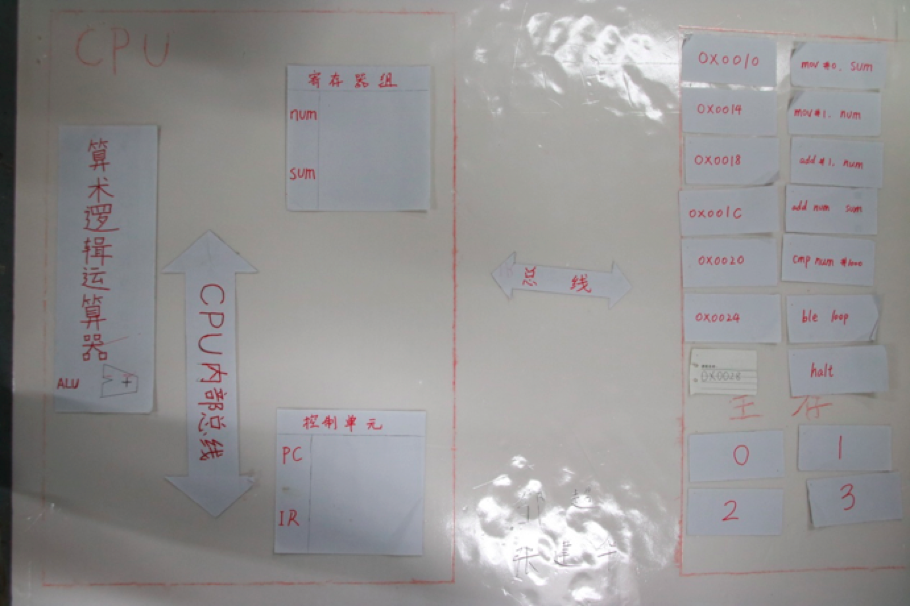 CPU
算术逻辑运算器
ALU
寄存器组
num
sum
CPU内部总线
控制单元
PC
IR
总线
0X0010 mov #0, sum
0X0014 mov #1, num
0X0018 add #1, num
0X001C add num sum
0X0020 cmp num #1000
0X0024 ble loop
0X0028 halt
主存
0 1
2 3